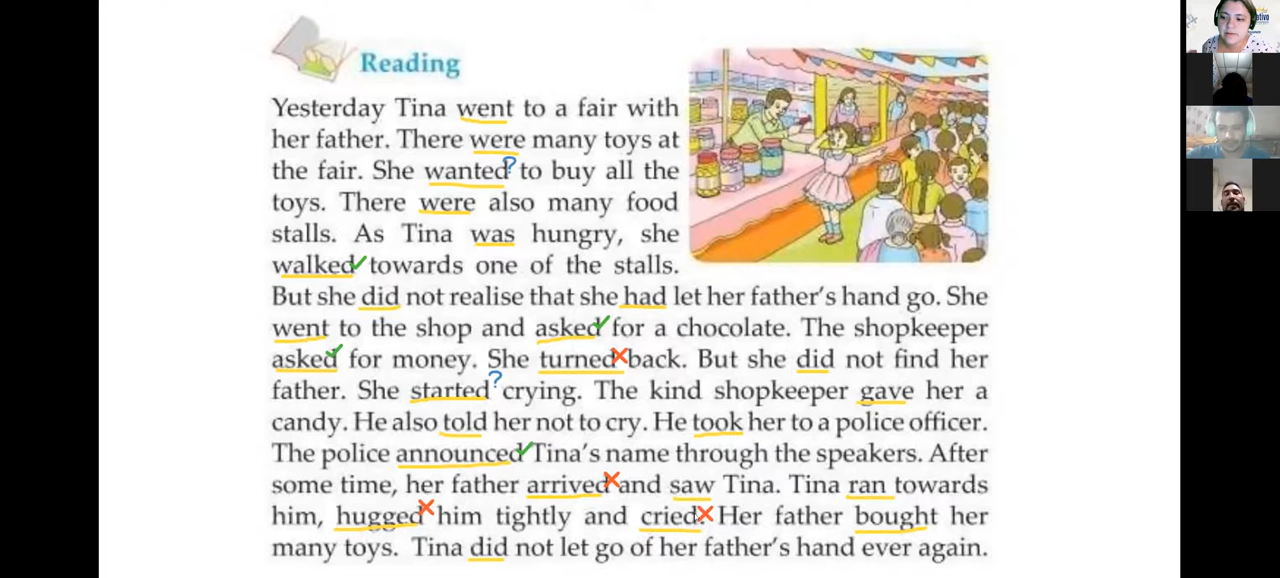 Reading
Yesterday Tina went to a fair with
her father. There were many toys at
the fair. She wanted? to buy all the
toys. There were also many food
stalls. As Tina was hungry, she
walked✓ towards one of the stalls.
But she did not realise that she had let her father's hand go. She
went to the shop and asked✓ for a chocolate. The shopkeeper
asked✓ for money. She turned✗ back. But she did not find her
father. She started? crying. The kind shopkeeper gave her a
candy. He also told her not to cry. He took her to a police officer.
The police announced✓ Tina's name through the speakers. After
some time, her father arrived✗ and saw Tina. Tina ran towards
him, hugged✗ him tightly and cried✗ Her father bought her
many toys. Tina did not let go of her father's hand ever again.